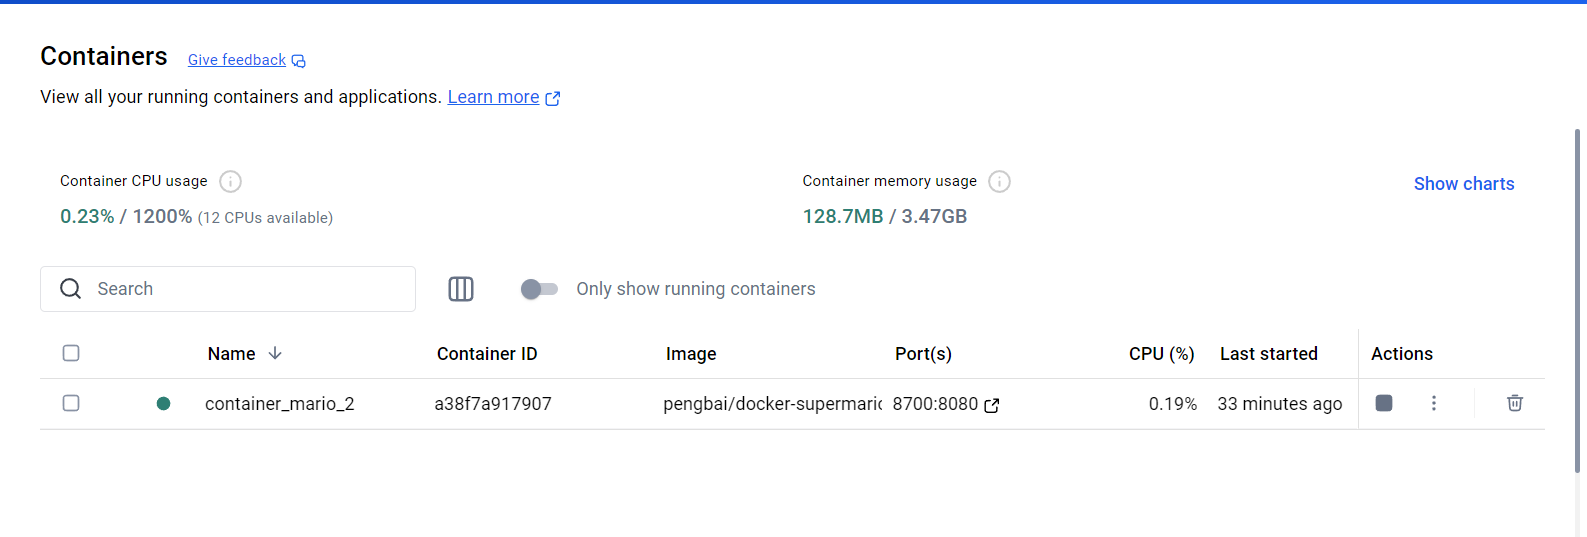 Containers Give feedback
View all your running containers and applications. Learn more
Container CPU usage
0.23% / 1200% (12 CPUs available)
Container memory usage
128.7MB / 3.47GB
Show charts
Search
Only show running containers
Name Container ID Image Port(s) CPU (%) Last started Actions
container_mario_2 a38f7a917907 pengbai/docker-supermario 8700:8080 0.19% 33 minutes ago